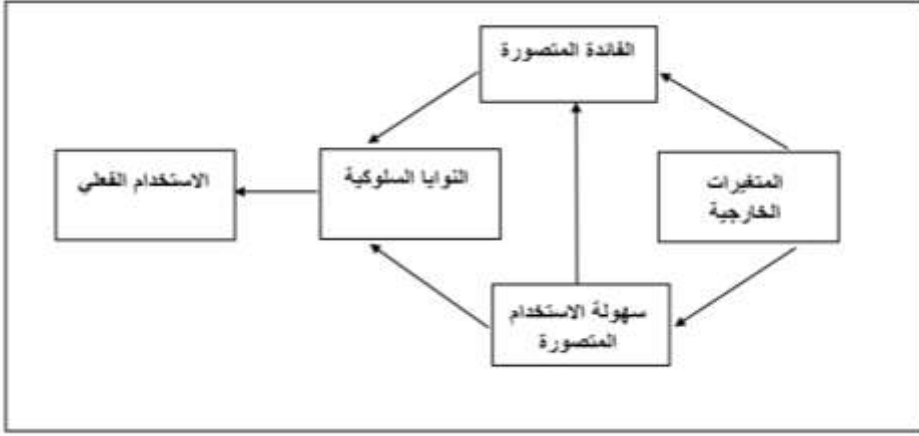 الفائدة المتصورة
المتغيرات
الخارجية
النوايا السلوكية
الاستخدام الفعلي
سهولة الاستخدام
المتصورة